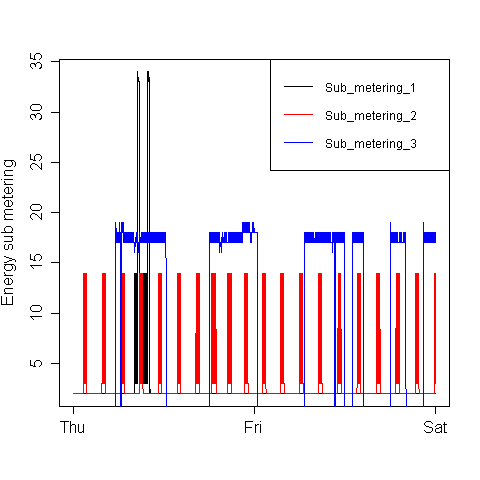 Energy sub metering
35
30
25
20
15
10
5
Sub_metering_1
Sub_metering_2
Sub_metering_3
Thu
Fri
Sat